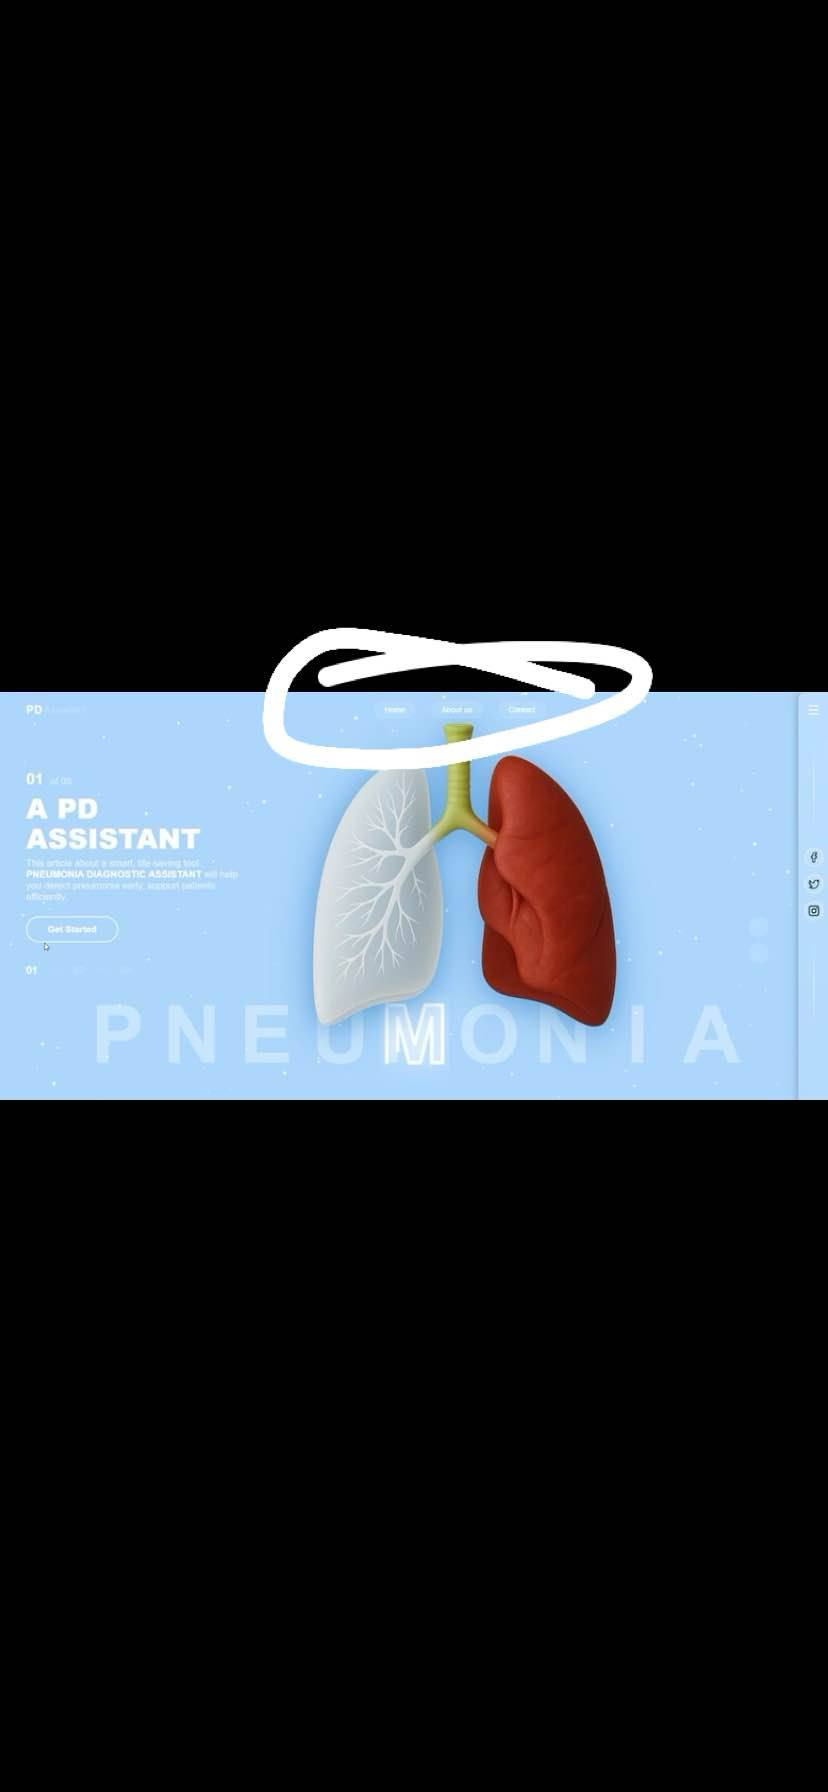 PD Assistant
Home About us Contact
01 of 05
A PD
ASSISTANT
This article about a smart, life-saving tool
PNEUMONIA DIAGNOSTIC ASSISTANT will help
you detect pneumonia early, support patients
efficiently.
Get Started
01
PNEUMONIA